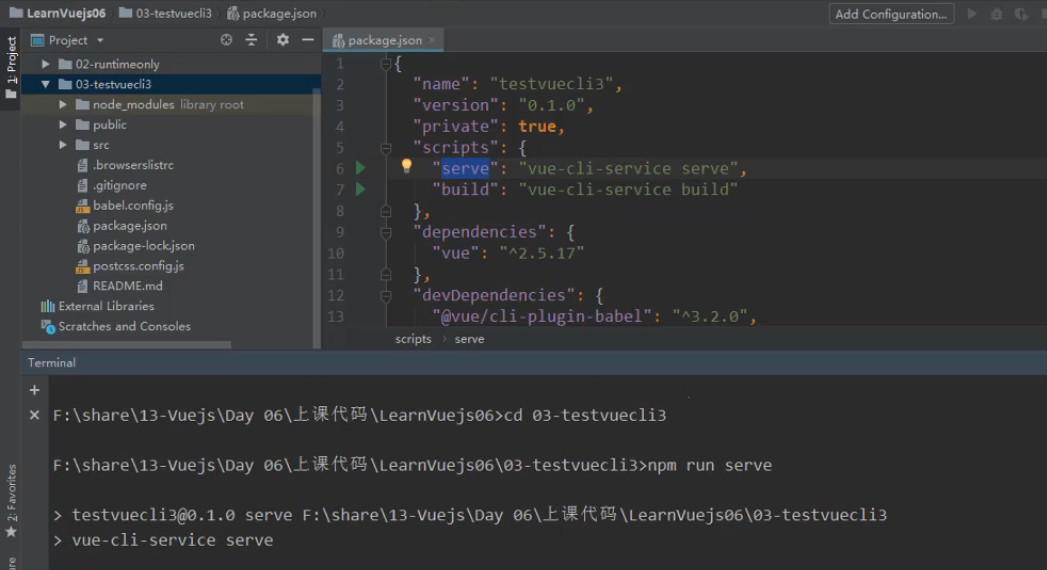 LearnVuejs06 03-testvuecli3 package.json Add Configuration...
1: Project
Project
package.json
02-runtimeonly
03-testvuecli3
node_modules library root
public
src
.browserslistrc
.gitignore
babel.config.js
package.json
package-lock.json
postcss.config.js
README.md
External Libraries
Scratches and Consoles
1 {
2 "name": "testvuecli3",
3 "version": "0.1.0",
4 "private": true,
5 "scripts": {
6 "serve": "vue-cli-service serve",
7 "build": "vue-cli-service build"
8 },
9 "dependencies": {
10 "vue": "^2.5.17"
11 },
12 "devDependencies": {
13 "@vue/cli-plugin-babel": "^3.2.0",
scripts serve
Terminal
F:\share\13-Vuejs\Day 06\上课代码\LearnVuejs06>cd 03-testvuecli3
F:\share\13-Vuejs\Day 06\上课代码\LearnVuejs06\03-testvuecli3>npm run serve
> testvuecli3@0.1.0 serve F:\share\13-Vuejs\Day 06\上课代码\LearnVuejs06\03-testvuecli3
> vue-cli-service serve
2: Favorites